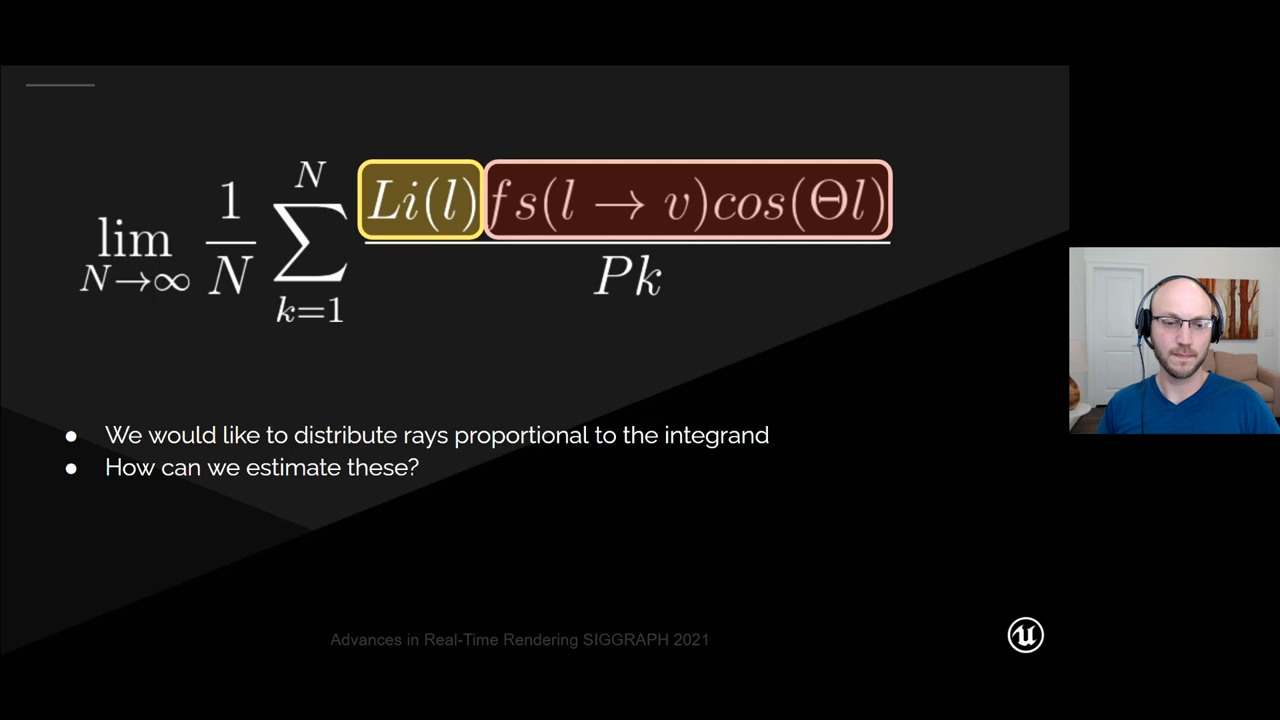 lim N→∞ 1/N ∑ k=1 N Li(l)fs(l → v)cos(Θl) / Pk
● We would like to distribute rays proportional to the integrand
● How can we estimate these?
Advances in Real-Time Rendering SIGGRAPH 2021